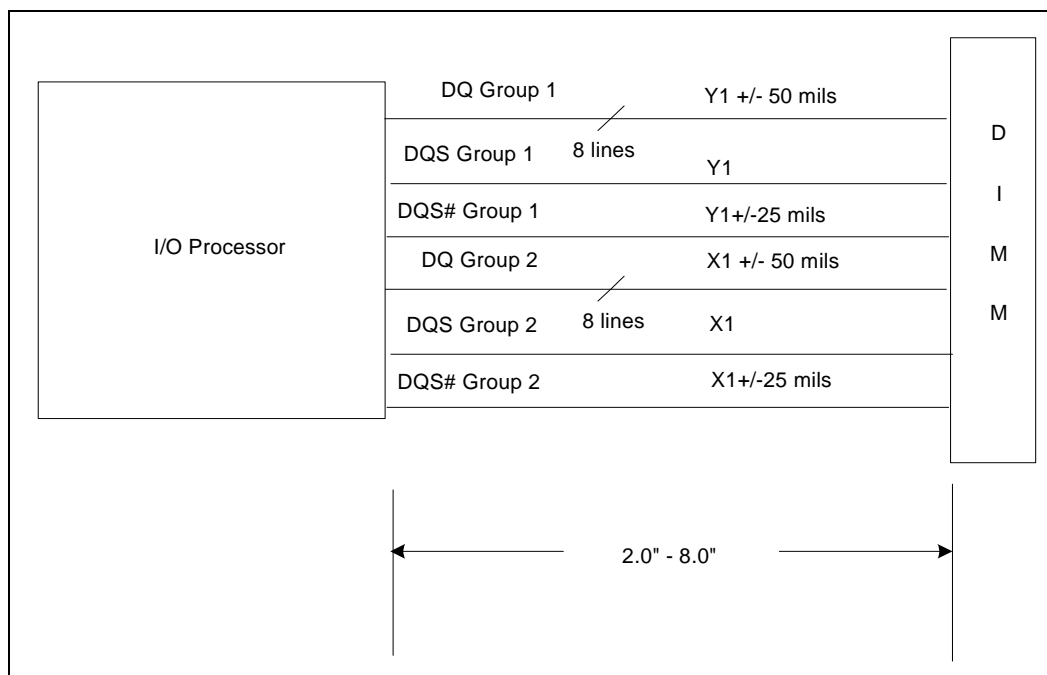 DQ Group 1
Y1 +/- 50 mils
8 lines
DQS Group 1
Y1
DQS# Group 1
Y1+/-25 mils
I/O Processor
DQ Group 2
X1 +/- 50 mils
8 lines
DQS Group 2
X1
DQS# Group 2
X1+/-25 mils
D
I
M
M
2.0" - 8.0"